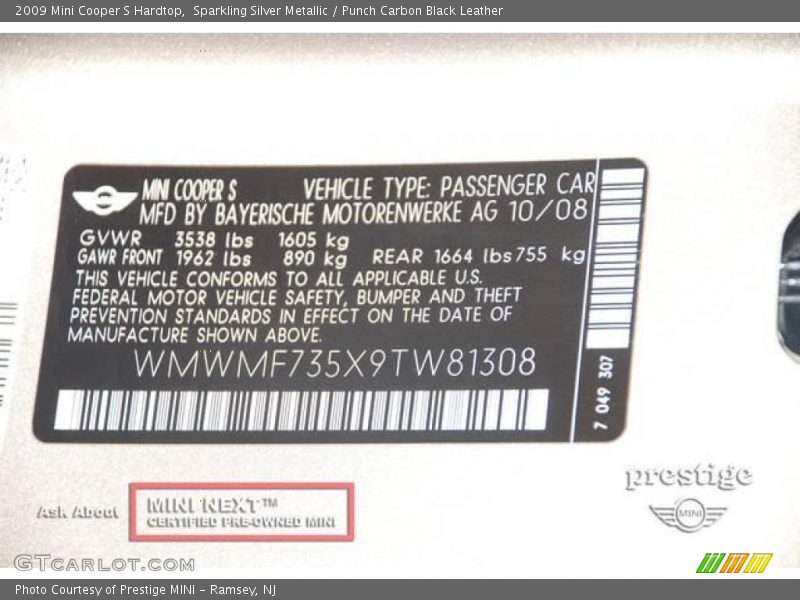 2009 Mini Cooper S Hardtop,  Sparkling Silver Metallic / Punch Carbon Black Leather
MINI COOPER S VEHICLE TYPE: PASSENGER CAR
MFD BY BAYERISCHE MOTORENWERKE AG 10/08
GVWR 3538 lbs 1605 kg
GAWR FRONT 1962 lbs 890 kg REAR 1664 lbs 755 kg
THIS VEHICLE CONFORMS TO ALL APPLICABLE U.S.
FEDERAL MOTOR VEHICLE SAFETY, BUMPER AND THEFT
PREVENTION STANDARDS IN EFFECT ON THE DATE OF
MANUFACTURE SHOWN ABOVE.
WMWMF735X9TW81308
7 049 307
prestige
MINI
Ask About
MINI NEXT™
CERTIFIED PRE-OWNED MINI
GTcarlot.com
Photo Courtesy of Prestige MINI - Ramsey, NJ